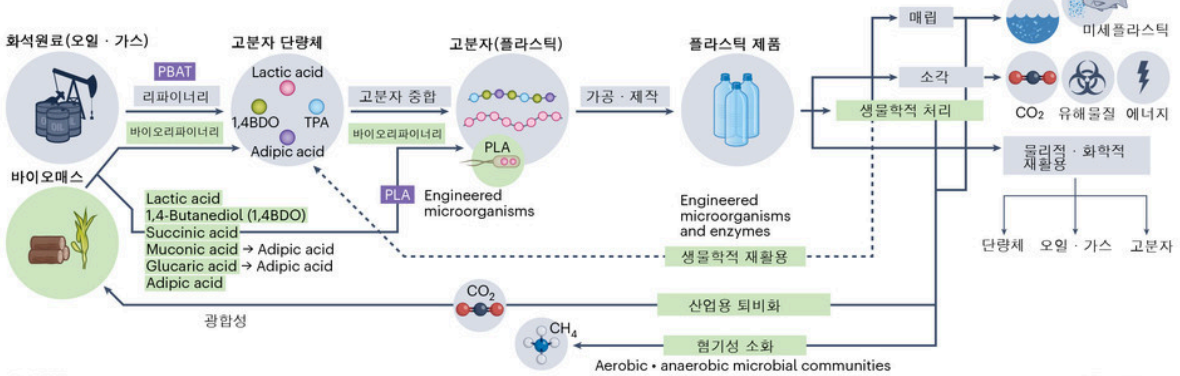 화석원료(오일 · 가스)
PBAT
리파이너리
바이오리파이너리
OIL
고분자 단량체
Lactic acid
1,4BDO
TPA
Adipic acid
고분자 중합
바이오리파이너리
고분자(플라스틱)
PLA
가공 · 제작
플라스틱 제품
매립
미세플라스틱
소각
생물학적 처리
CO₂
유해물질
에너지
물리적 · 화학적
재활용
단량체
오일 · 가스
고분자
바이오매스
Lactic acid
1,4-Butanediol (1,4BDO)
Succinic acid
Muconic acid → Adipic acid
Glucaric acid → Adipic acid
Adipic acid
PLA
Engineered
microorganisms
Engineered
microorganisms
and enzymes
생물학적 재활용
CO₂
산업용 퇴비화
광합성
CH₄
혐기성 소화
Aerobic • anaerobic microbial communities